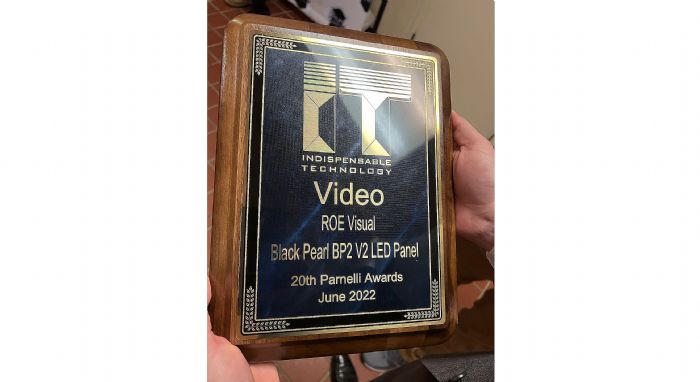 IT
INDISPENSABLE
TECHNOLOGY
Video
ROE Visual
Black Pearl BP2 V2 LED Panel
20th Parnelli Awards
June 2022